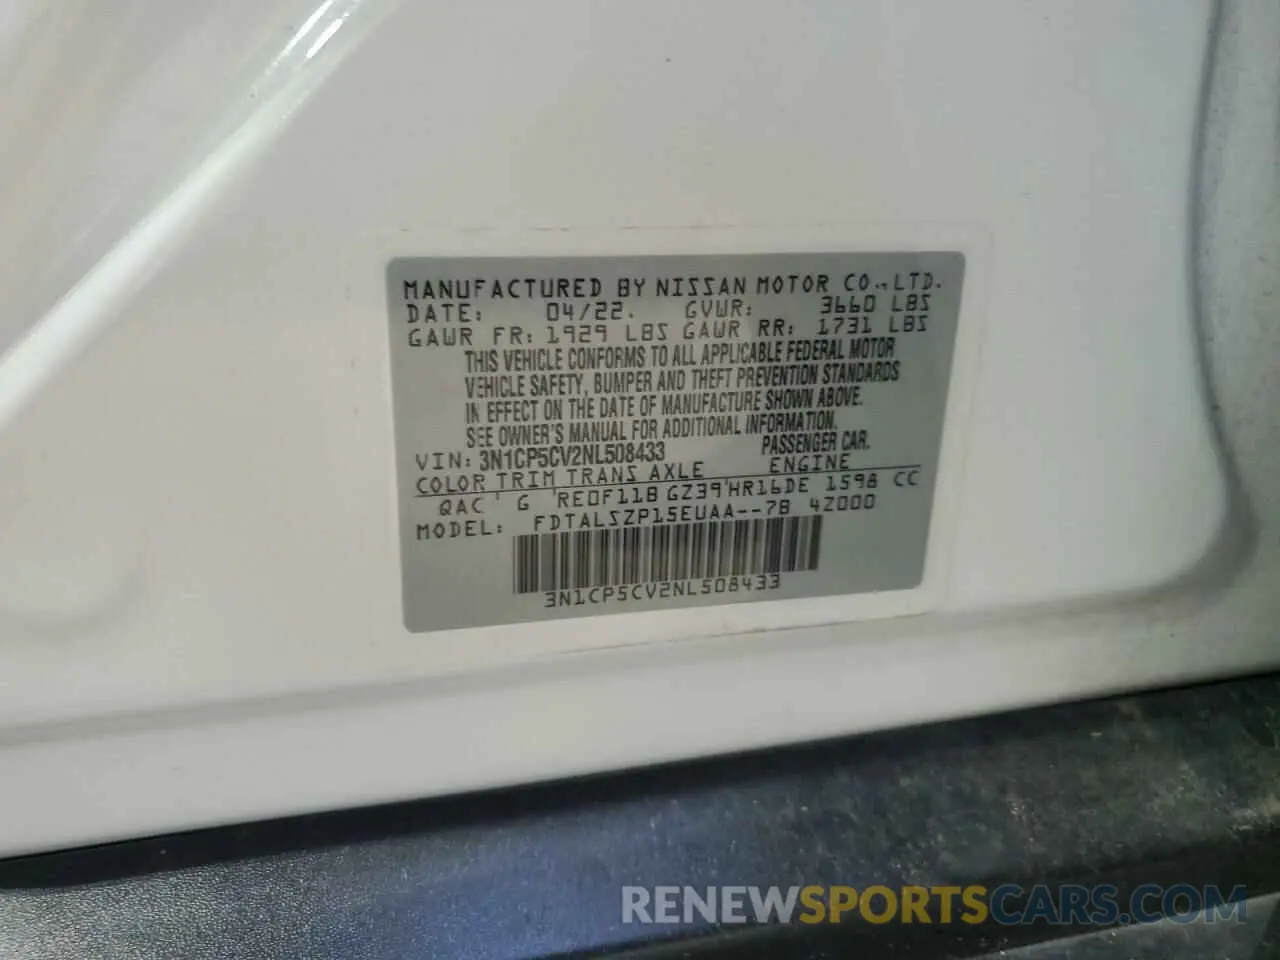 MANUFACTURED BY NISSAN MOTOR CO., LTD.
DATE: 04/22. GVWR: 3660 LBS
GAWR FR: 1929 LBS GAWR RR: 1731 LBS
THIS VEHICLE CONFORMS TO ALL APPLICABLE FEDERAL MOTOR
VEHICLE SAFETY, BUMPER AND THEFT PREVENTION STANDARDS
IN EFFECT ON THE DATE OF MANUFACTURE SHOWN ABOVE.
SEE OWNER'S MANUAL FOR ADDITIONAL INFORMATION.
VIN: 3N1CP5CV2NL508433 PASSENGER CAR.
COLOR TRIM TRANS AXLE ENGINE
QAC ' G 'RE0F11B GZ39'HR16DE 1598 CC
MODEL: FDTALSZP15EUAA--7B 4Z000
3N1CP5CV2NL508433
RENEWSPORTSCARS.COM